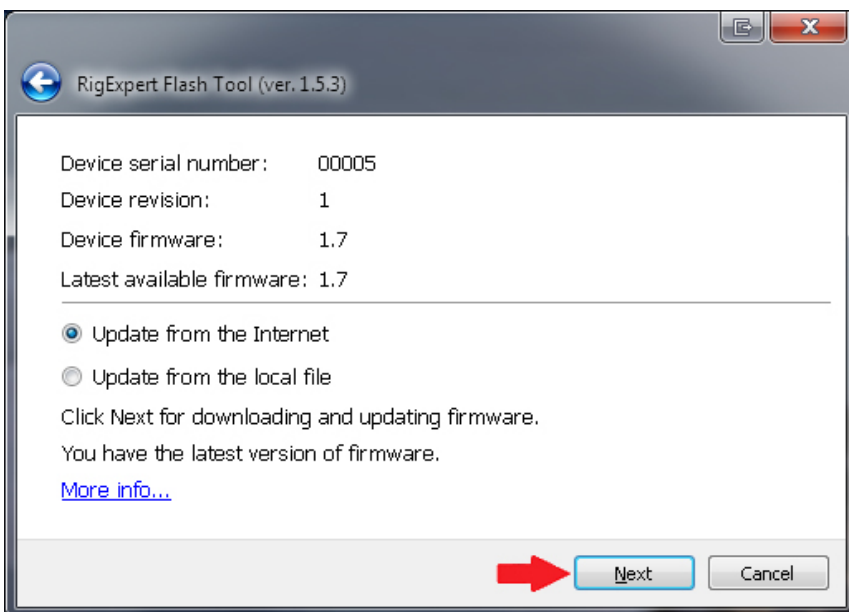 RigExpert Flash Tool (ver. 1.5.3)
Device serial number: 00005
Device revision: 1
Device firmware: 1.7
Latest available firmware: 1.7
Update from the Internet
Update from the local file
Click Next for downloading and updating firmware.
You have the latest version of firmware.
More info...
Next Cancel